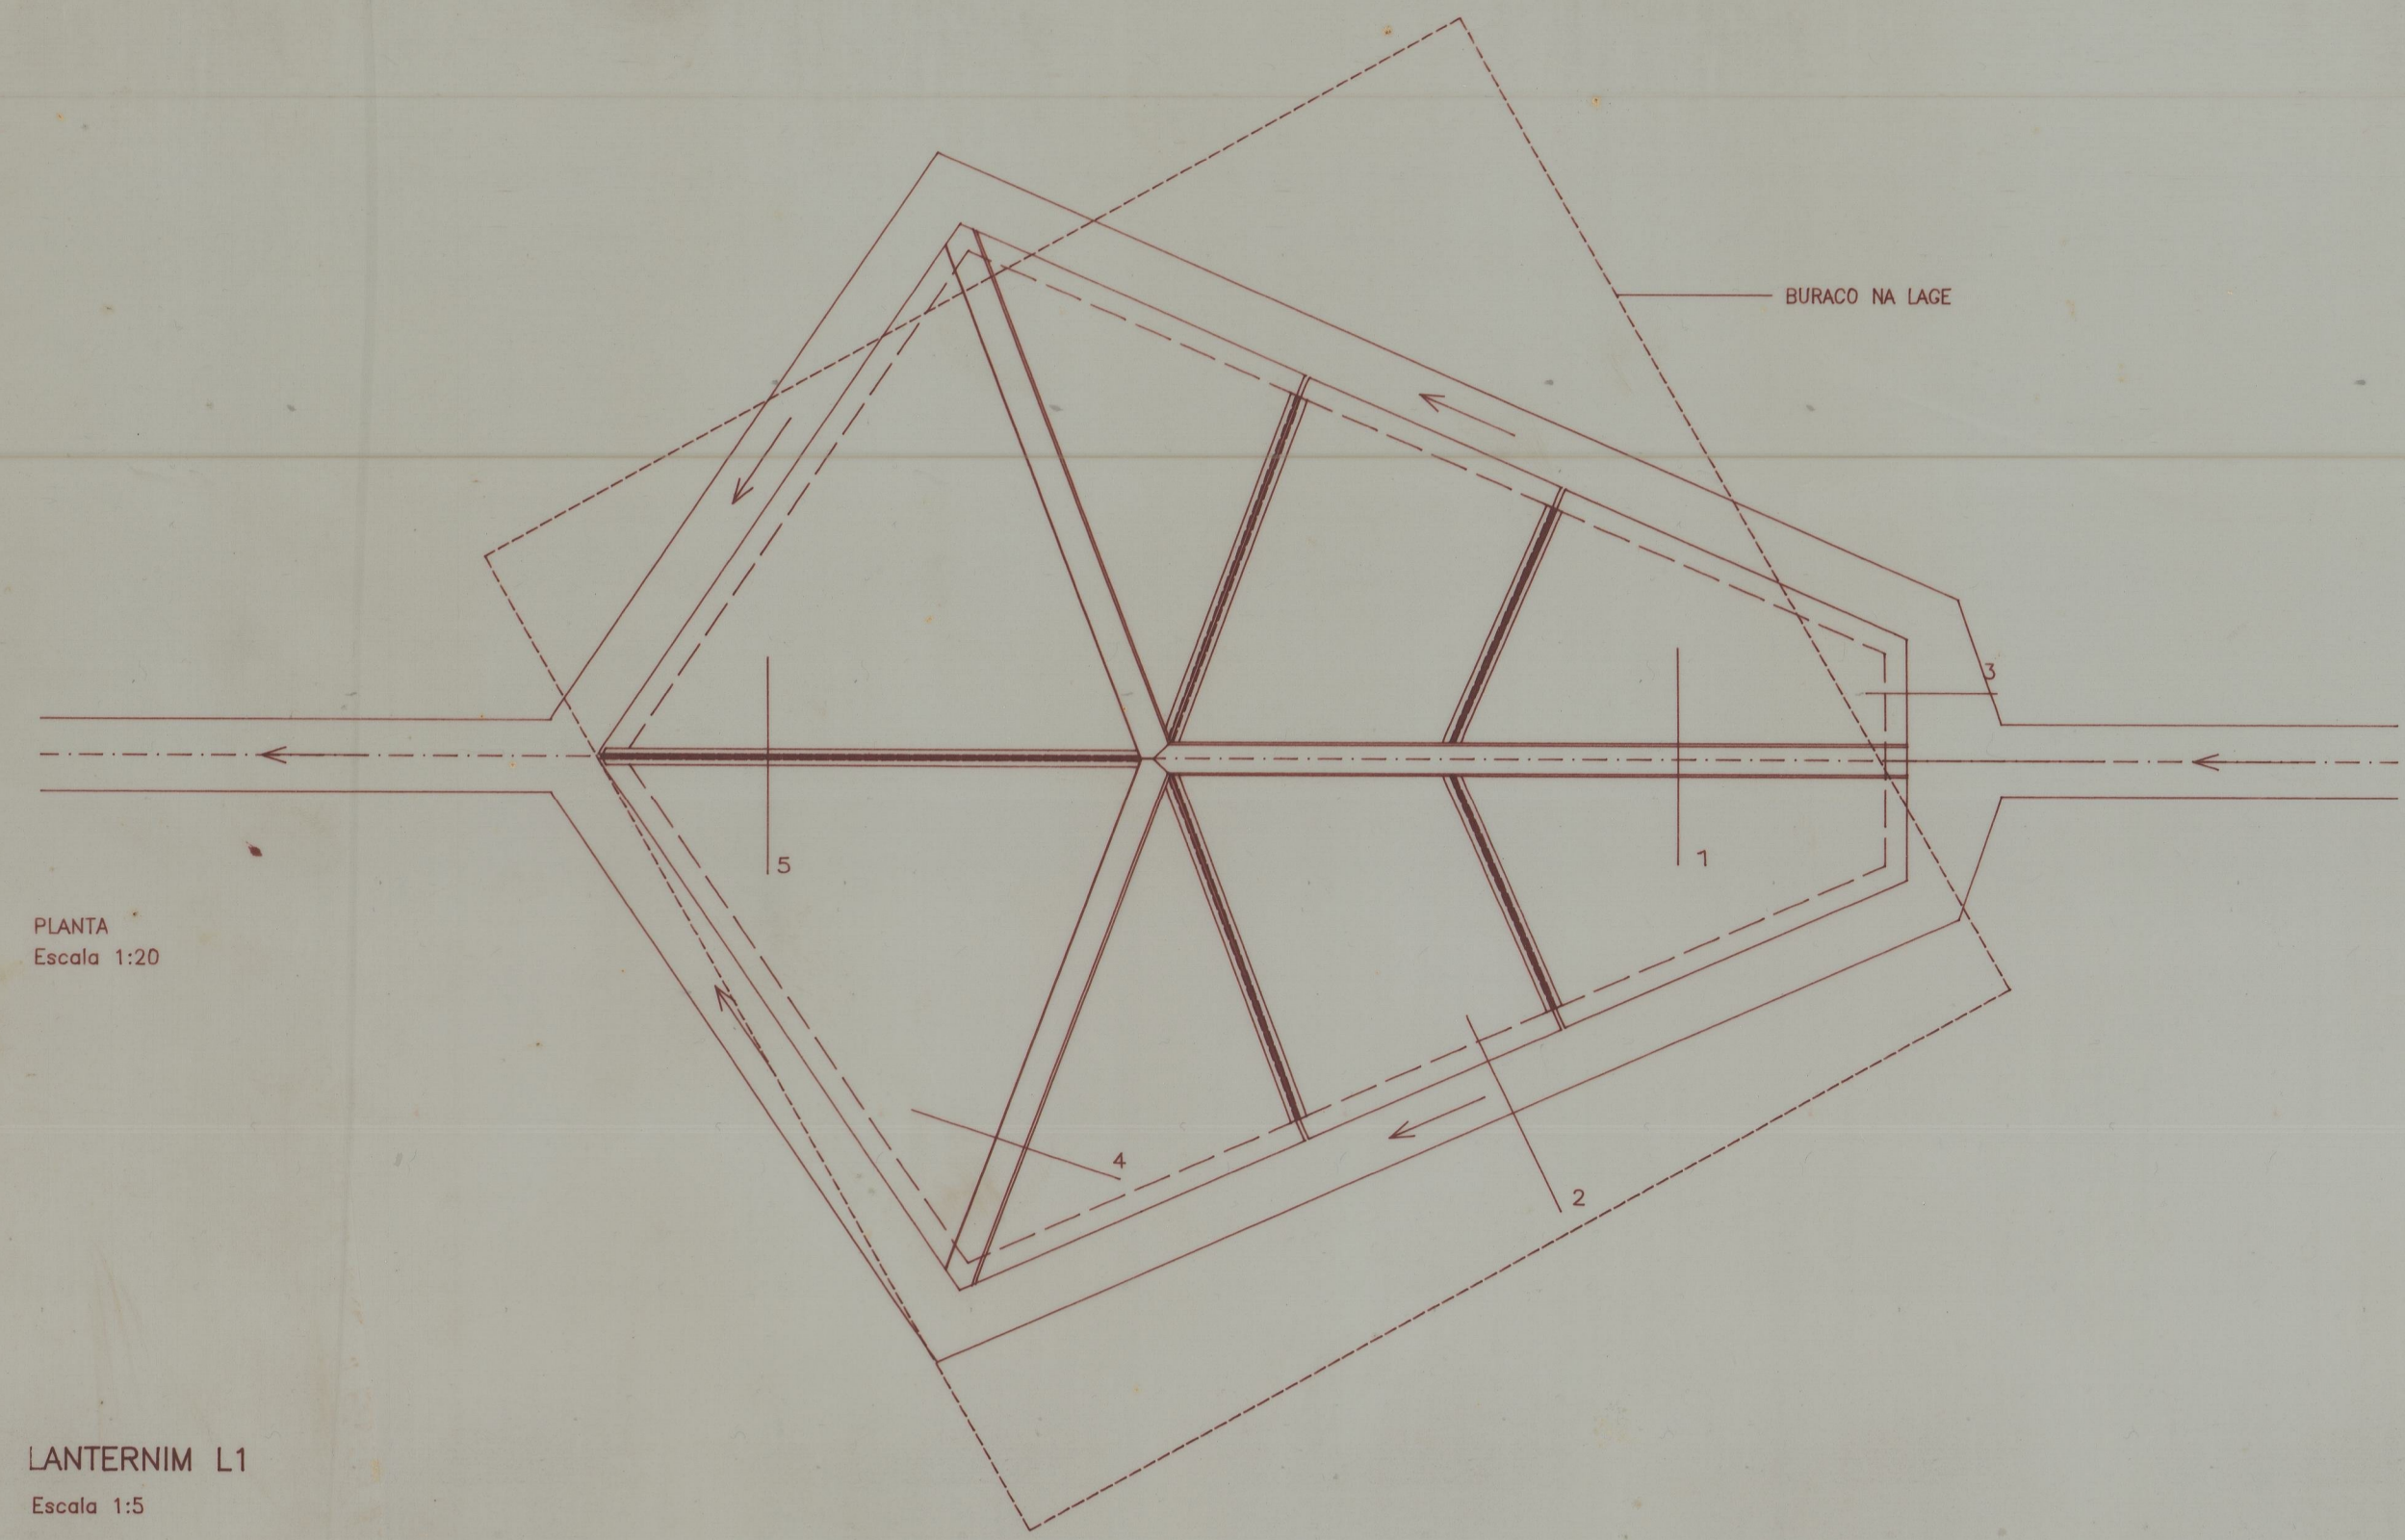 BURACO NA LAGE
3
5
1
PLANTA
Escala 1:20
4
2
LANTERNIM L1
Escala 1:5